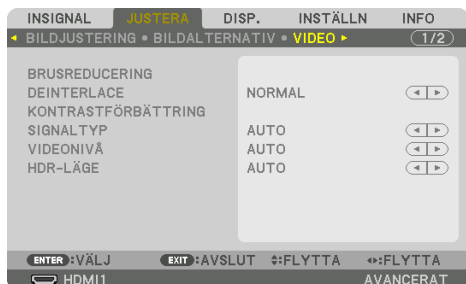 INSIGNAL JUSTERA DISP. INSTÄLLN INFO
◂ BILDJUSTERING • BILDALTERNATIV • VIDEO ▸ 1/2
BRUSREDUCERING
DEINTERLACE NORMAL
KONTRASTFÖRBÄTTRING
SIGNALTYP AUTO
VIDEONIVÅ AUTO
HDR-LÄGE AUTO
ENTER :VÄLJ EXIT :AVSLUT :FLYTTA :FLYTTA
HDMI1 AVANCERAT